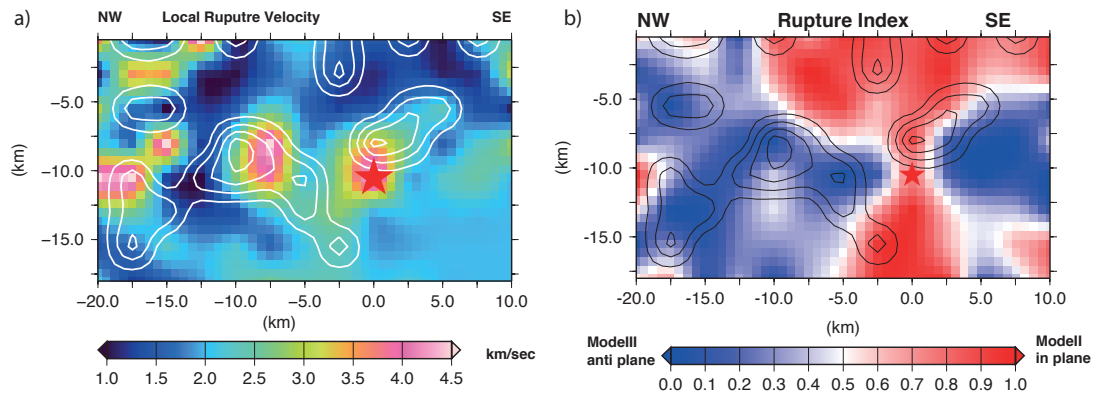 a) NW Local Ruputre Velocity SE
−5.0
(km)
−10.0
−15.0
-20.0 −15.0 −10.0 −5.0 0.0 5.0 10.0
(km)
km/sec
1.0 1.5 2.0 2.5 3.0 3.5 4.0 4.5
b) NW Rupture Index SE
-5.0
(km)
-10.0
-15.0
-20.0 -15.0 -10.0 -5.0 0.0 5.0 10.0
(km)
ModeIII
anti plane
ModeII
in plane
0.0 0.1 0.2 0.3 0.4 0.5 0.6 0.7 0.8 0.9 1.0